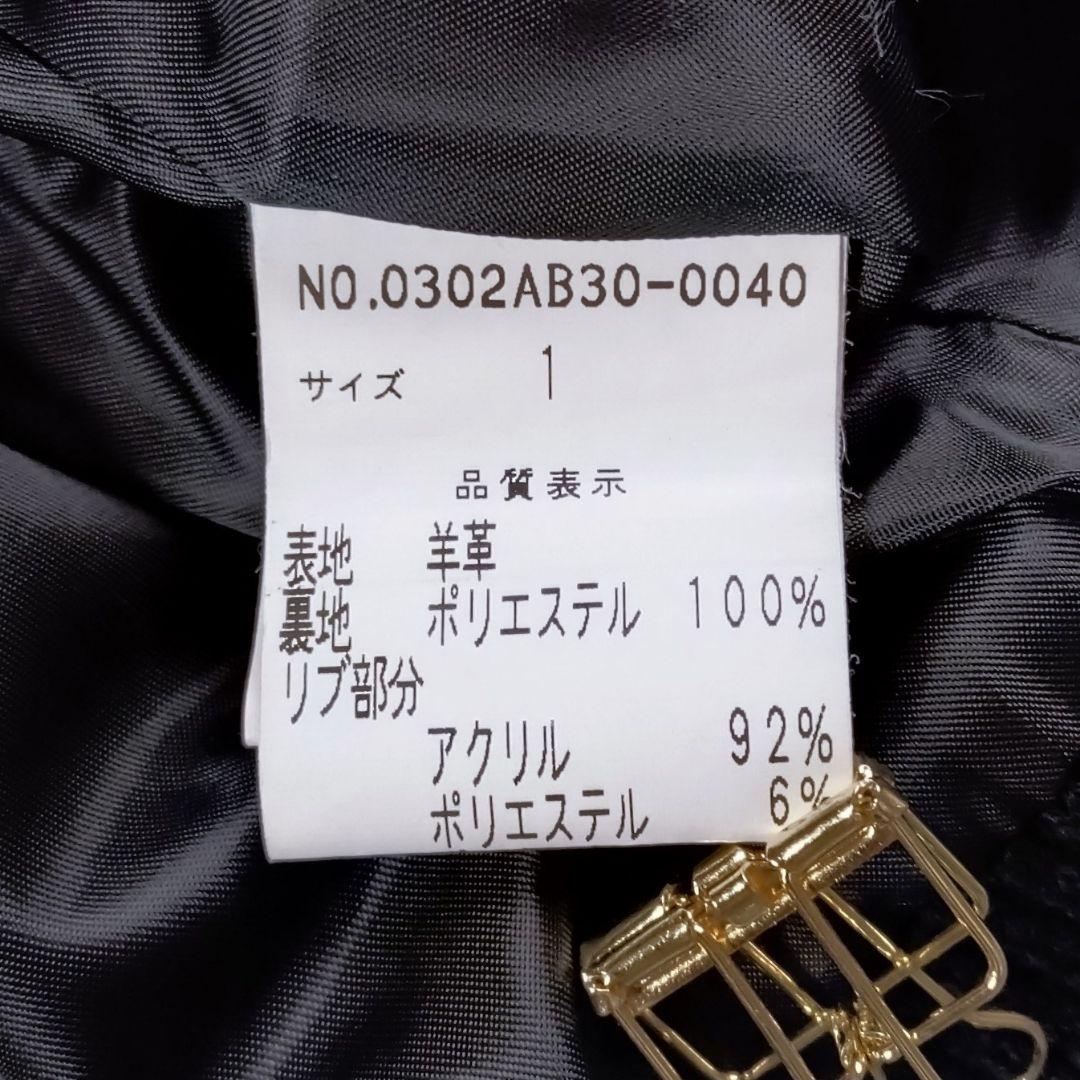 NO.0302AB30-0040
サイズ 1
品質表示
表地 羊革
裏地 ポリエステル 100%
リブ部分
アクリル 92%
ポリエステル 6%